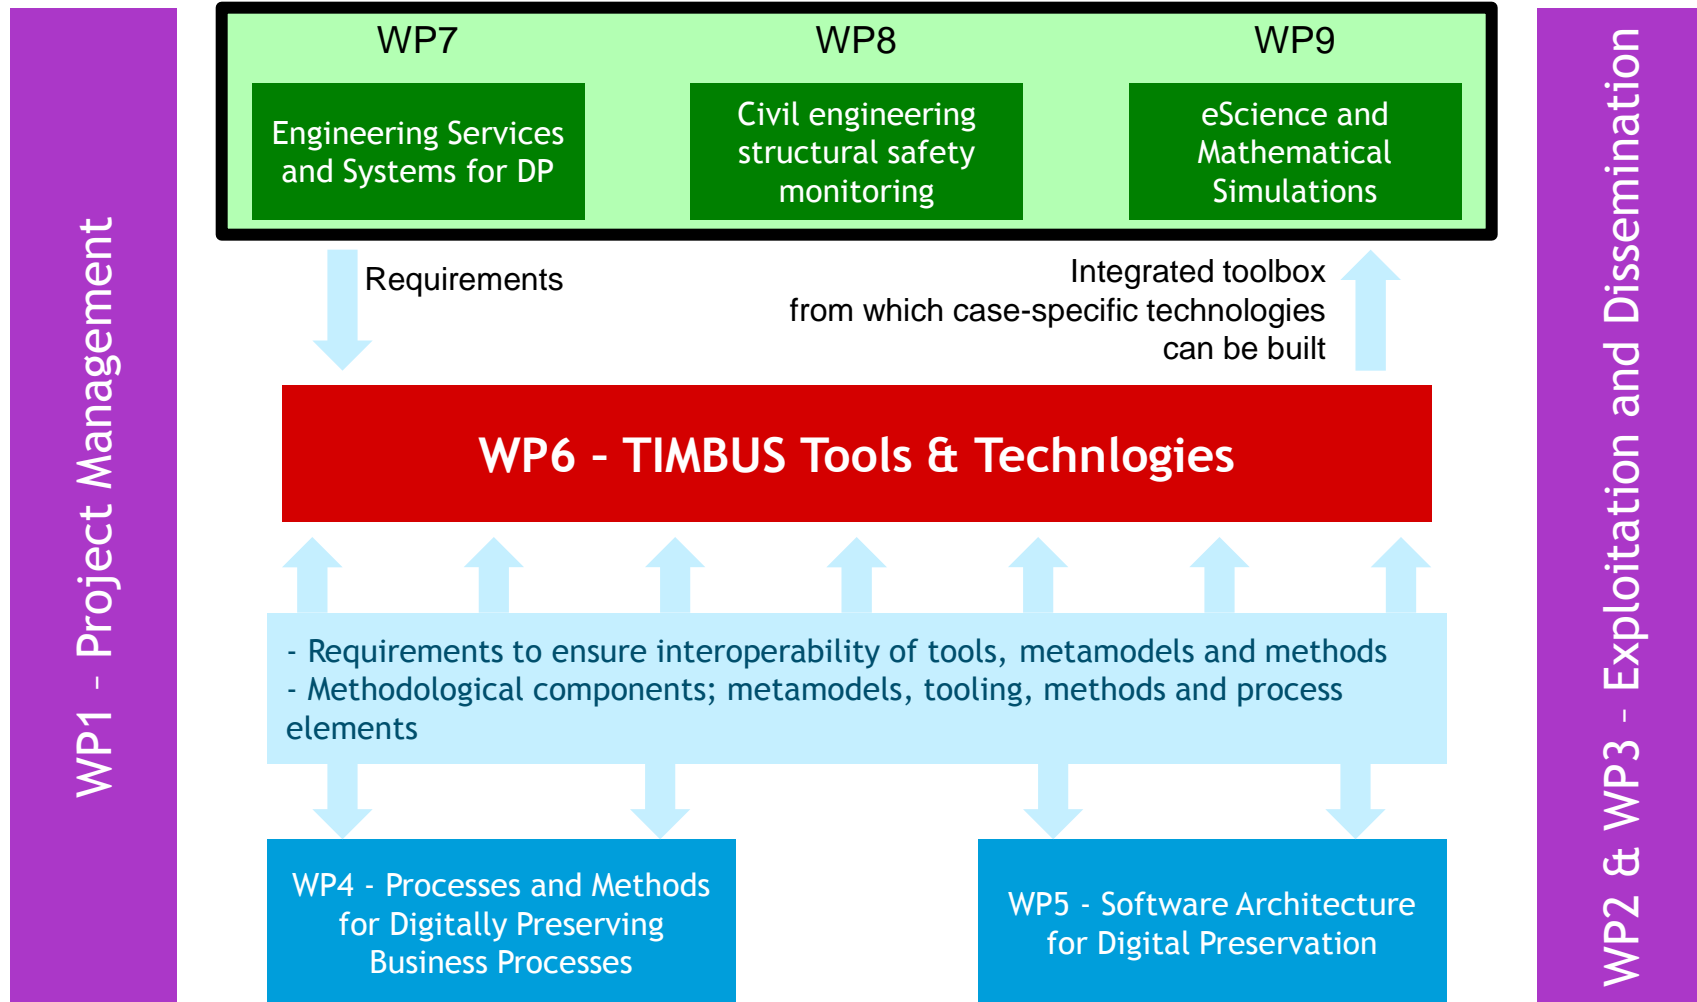 WP1 - Project Management
WP7
WP8
WP9
Engineering Services
and Systems for DP
Civil engineering
structural safety
monitoring
eScience and
Mathematical
Simulations
Requirements
Integrated toolbox
from which case-specific technologies
can be built
WP6 – TIMBUS Tools & Technlogies
- Requirements to ensure interoperability of tools, metamodels and methods
- Methodological components; metamodels, tooling, methods and process
elements
WP4 - Processes and Methods
for Digitally Preserving
Business Processes
WP5 - Software Architecture
for Digital Preservation
WP2 & WP3 - Exploitation and Dissemination